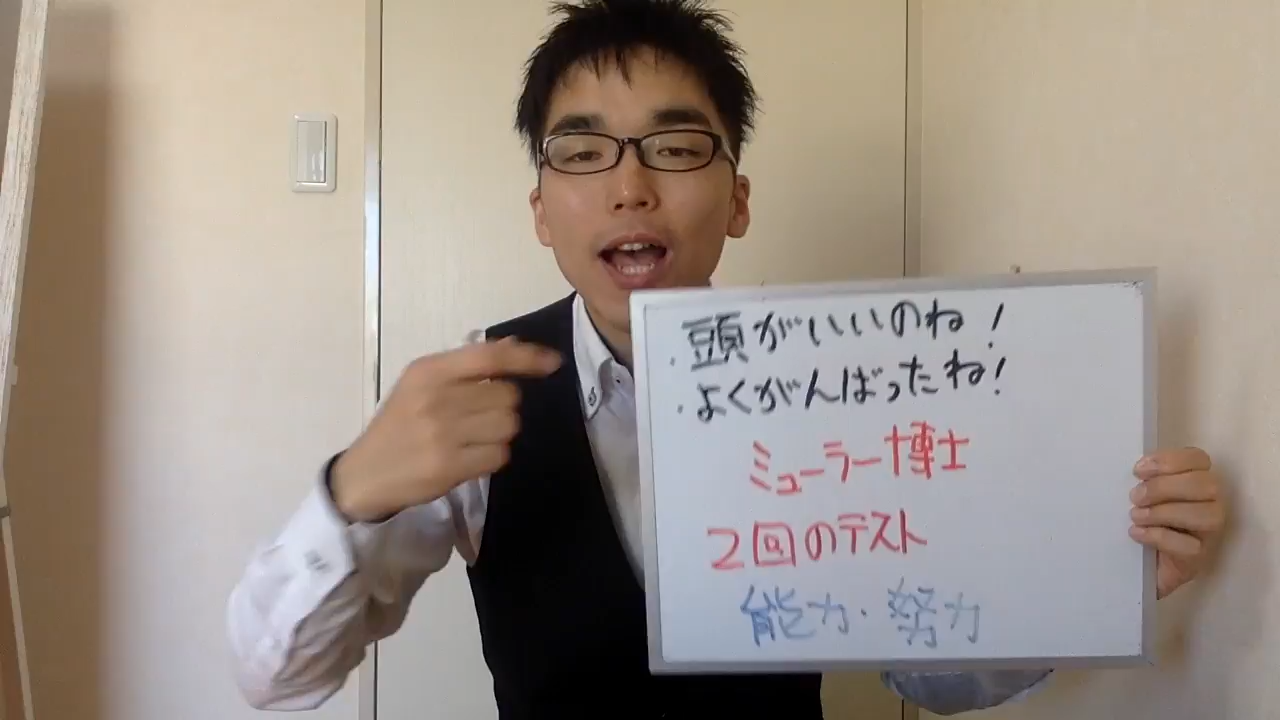 ・頭がいいのね！
・よくがんばったね！
ミューラー博士
2回のテスト
能力・努力